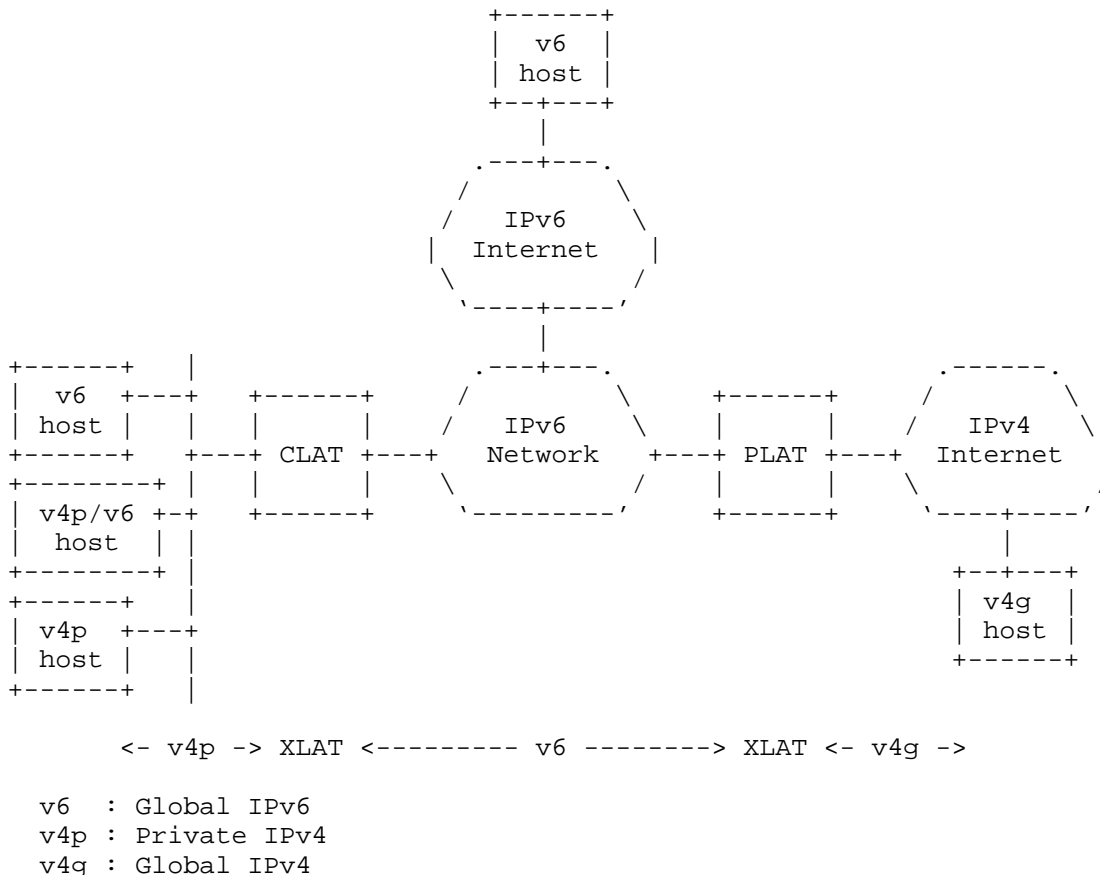 v6
host
IPv6
Internet
v6
host
CLAT
IPv6
Network
PLAT
IPv4
Internet
v4p/v6
host
v4p
host
v4g
host
<- v4p -> XLAT <--------- v6 --------> XLAT <- v4g ->
v6 : Global IPv6
v4p : Private IPv4
v4g : Global IPv4